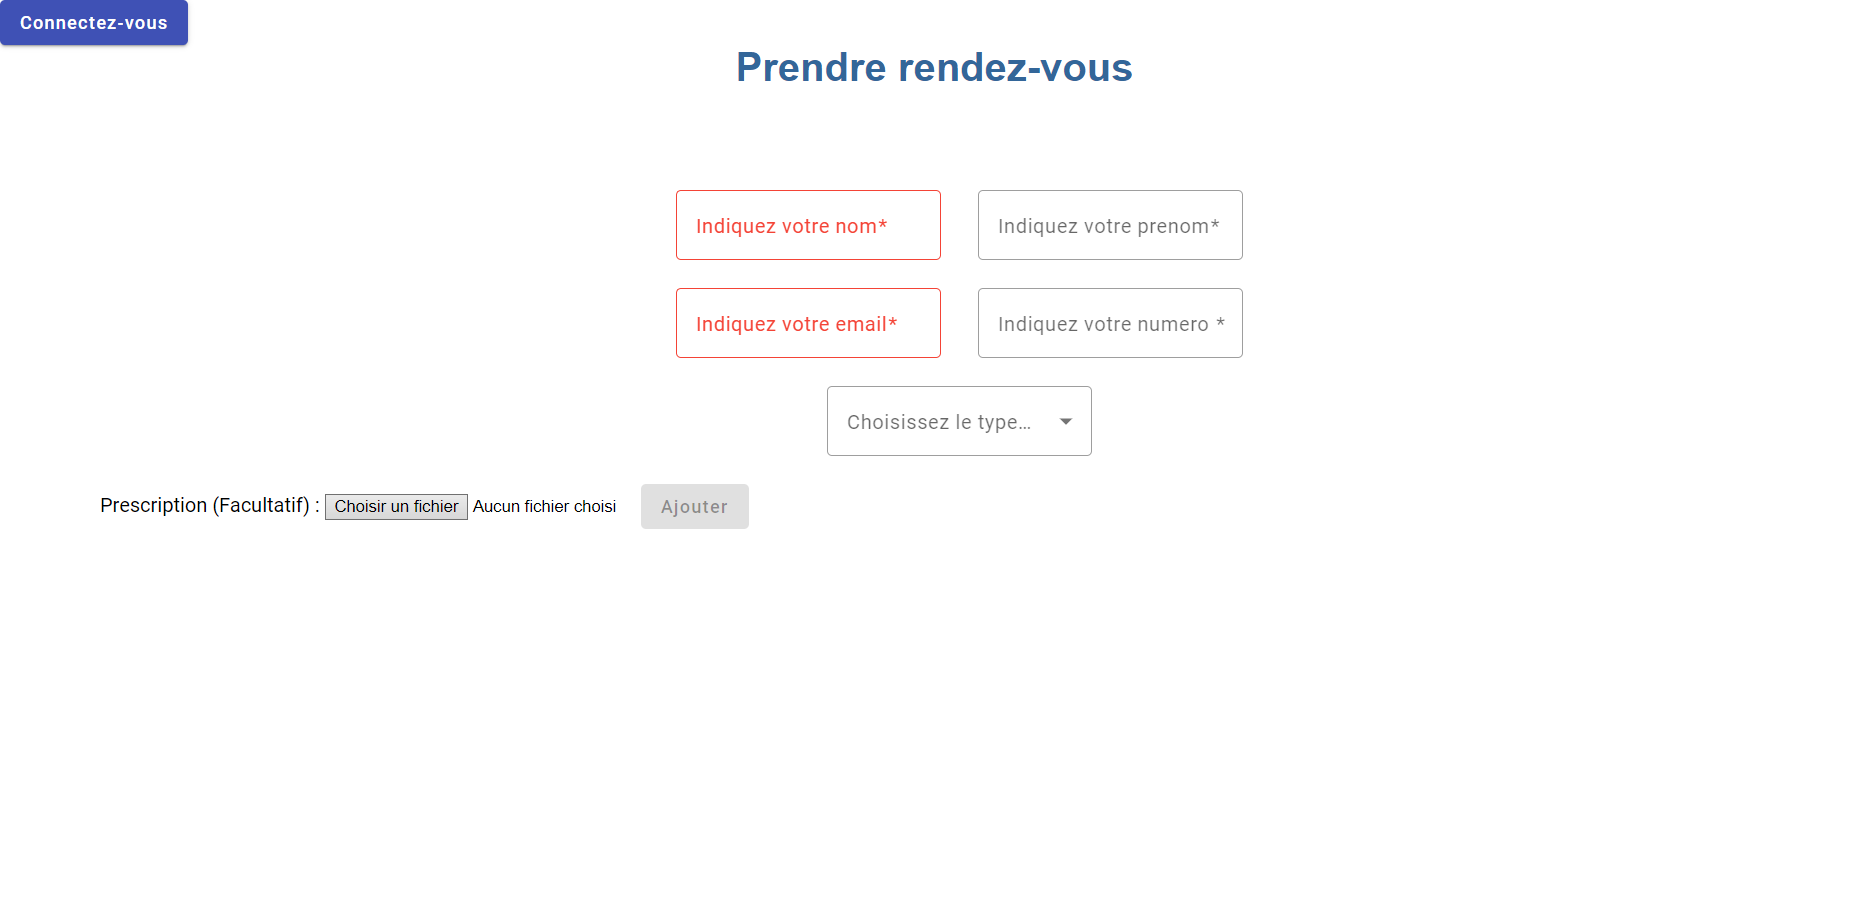 Connectez-vous
Prendre rendez-vous
Indiquez votre nom*
Indiquez votre prenom*
Indiquez votre email*
Indiquez votre numero *
Choisissez le type…
Prescription (Facultatif) : Choisir un fichier Aucun fichier choisi Ajouter